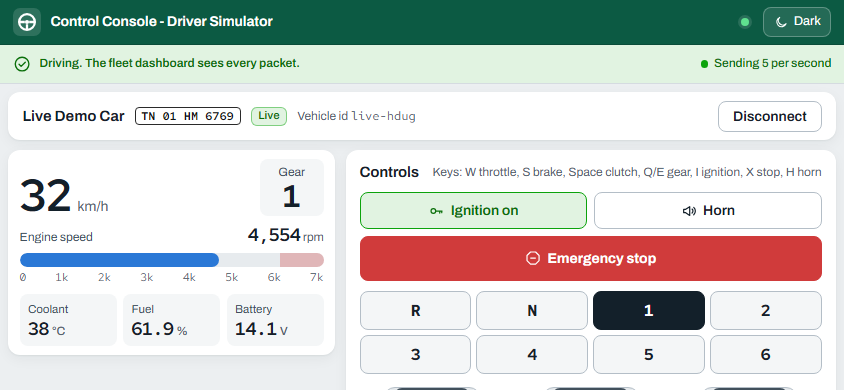 Control Console - Driver Simulator
Dark
Driving. The fleet dashboard sees every packet.
Sending 5 per second
Live Demo Car TN 01 HM 6769 Live Vehicle id live-hdug
Disconnect
32 km/h
Gear
1
Engine speed 4,554 rpm
0 1k 2k 3k 4k 5k 6k 7k
Coolant
38 °C
Fuel
61.9 %
Battery
14.1 V
Controls Keys: W throttle, S brake, Space clutch, Q/E gear, I ignition, X stop, H horn
Ignition on
Horn
Emergency stop
R N 1 2
3 4 5 6